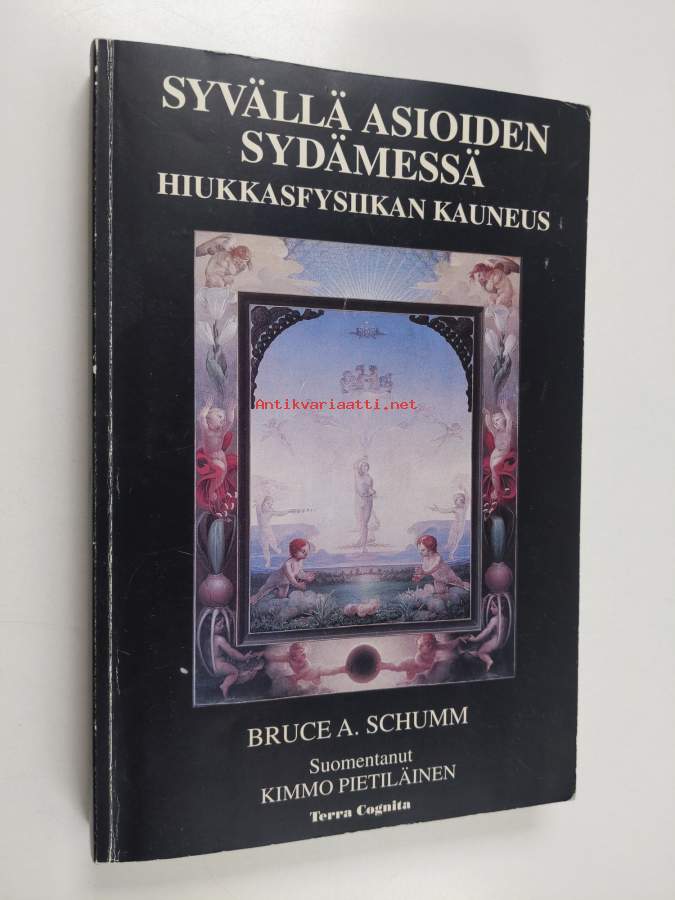 SYVÄLLÄ ASIOIDEN
SYDÄMESSÄ
HIUKKASFYSIIKAN KAUNEUS
Antikvariaatti.net
BRUCE A. SCHUMM
Suomentanut
KIMMO PIETILÄINEN
Terra Cognita